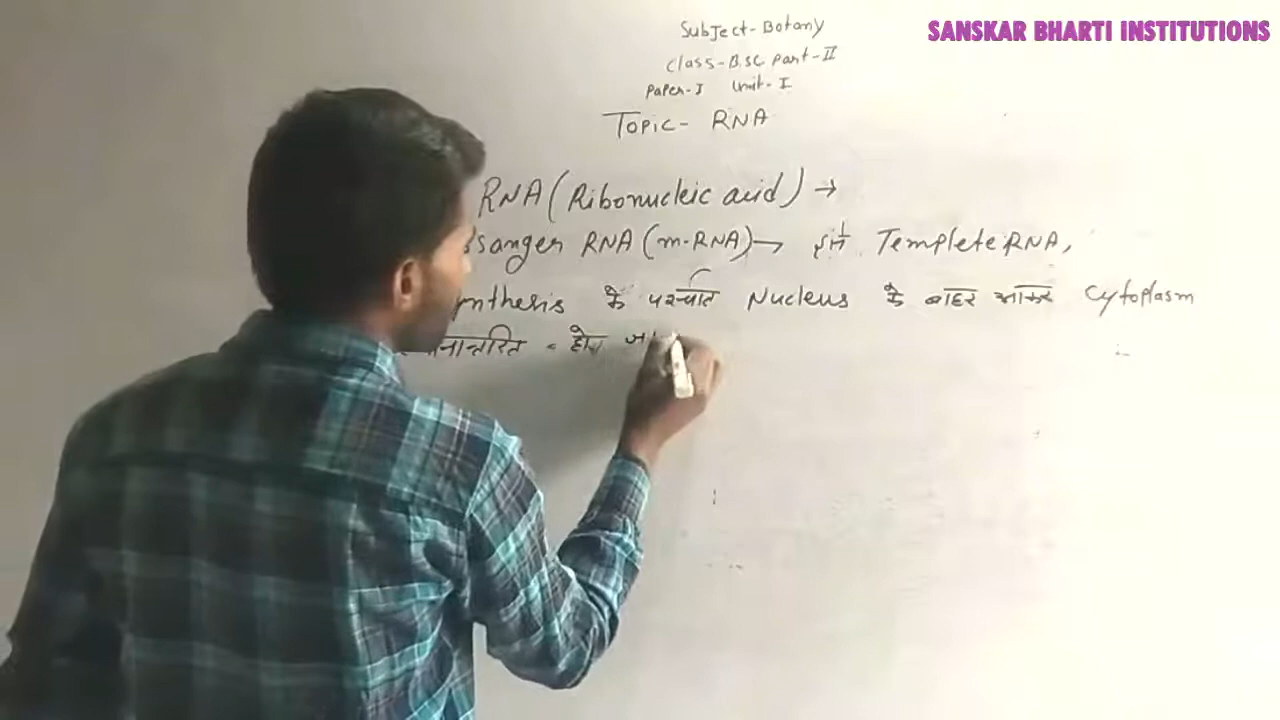 SANSKAR BHARTI INSTITUTIONS
Subject-Botany
Class-B.SC Part-II
Paper-I Unit-I
Topic- RNA
RNA (Ribonucleic acid) →
ssanger RNA (m-RNA) → इसे Templete RNA,
nthesis के पश्चात Nucleus के बाहर आकर Cytoplasm
नान्तरित हो